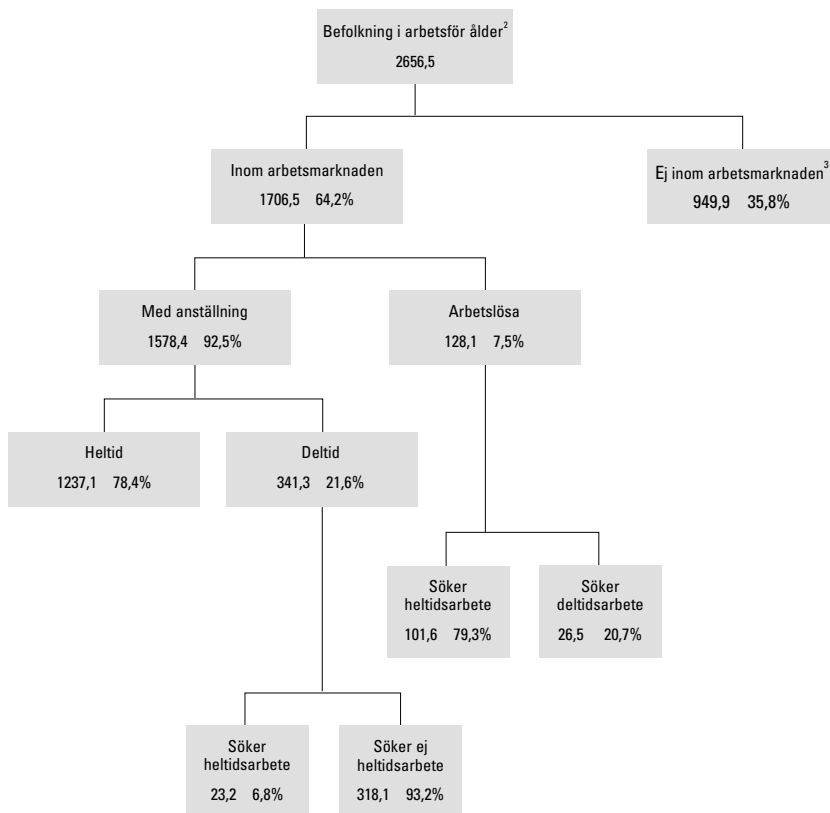 Befolkning i arbetsför ålder²
2656,5
Inom arbetsmarknaden
1706,5 64,2%
Ej inom arbetsmarknaden³
949,9 35,8%
Med anställning
1578,4 92,5%
Arbetslösa
128,1 7,5%
Heltid
1237,1 78,4%
Deltid
341,3 21,6%
Söker
heltidsarbete
101,6 79,3%
Söker
deltidsarbete
26,5 20,7%
Söker
heltidsarbete
23,2 6,8%
Söker ej
heltidsarbete
318,1 93,2%